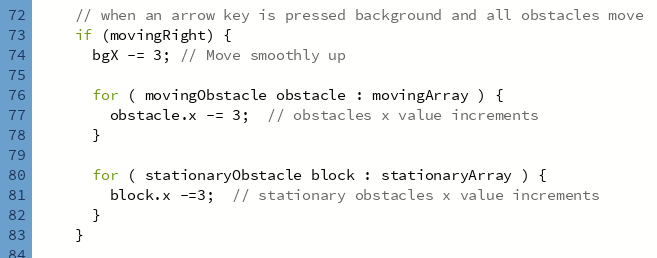 72 // when an arrow key is pressed background and all obstacles move
73 if (movingRight) {
74 bgX -= 3; // Move smoothly up
75
76 for ( movingObstacle obstacle : movingArray ) {
77 obstacle.x -= 3;  // obstacles x value increments
78 }
79
80 for ( stationaryObstacle block : stationaryArray ) {
81 block.x -=3;  // stationary obstacles x value increments
82 }
83 }
84